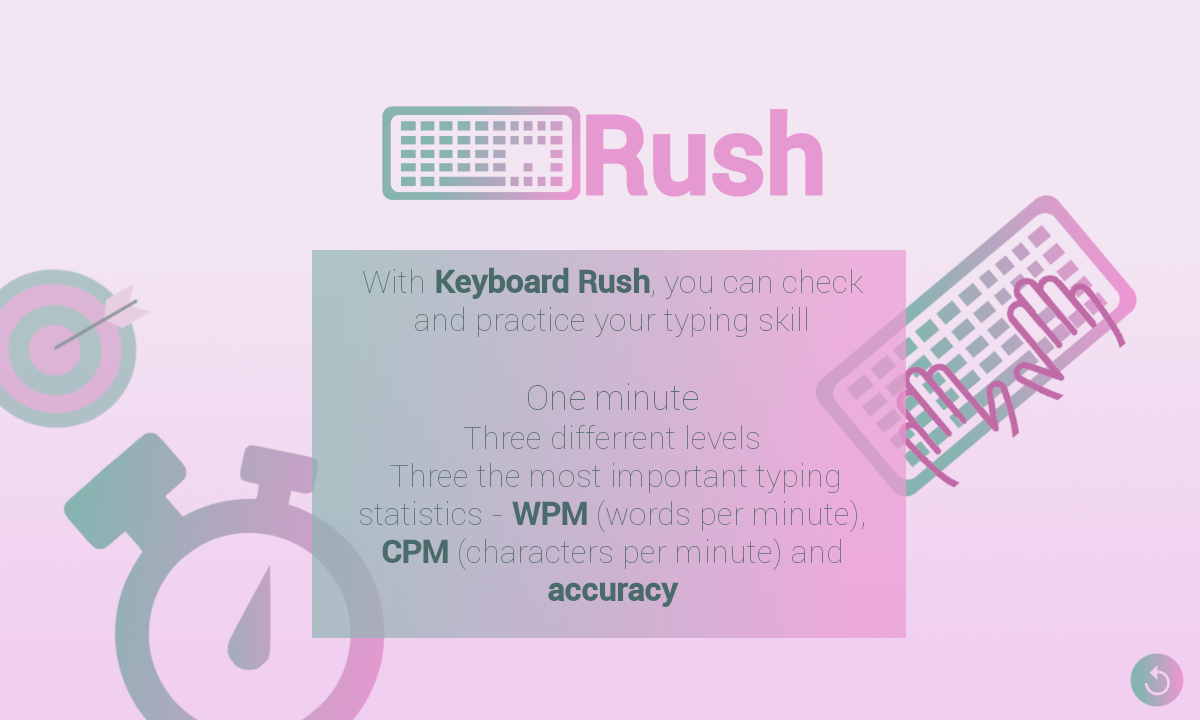 Rush
With Keyboard Rush, you can check
and practice your typing skill
One minute
Three differrent levels
Three the most important typing
statistics - WPM (words per minute),
CPM (characters per minute) and
accuracy